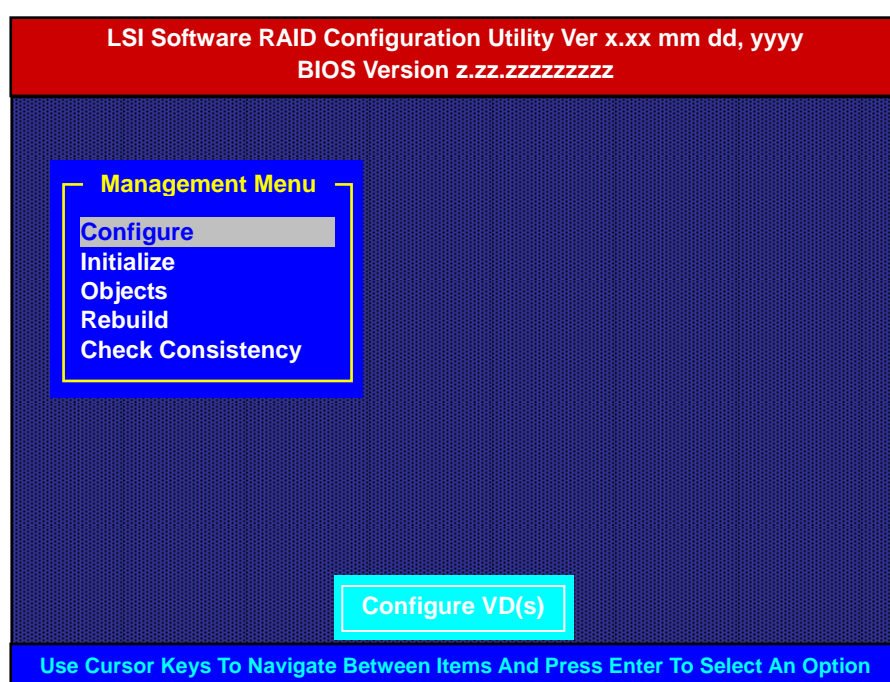 LSI Software RAID Configuration Utility Ver x.xx mm dd, yyyy
BIOS Version z.zz.zzzzzzzzz
Management Menu
Configure
Initialize
Objects
Rebuild
Check Consistency
Configure VD(s)
Use Cursor Keys To Navigate Between Items And Press Enter To Select An Option